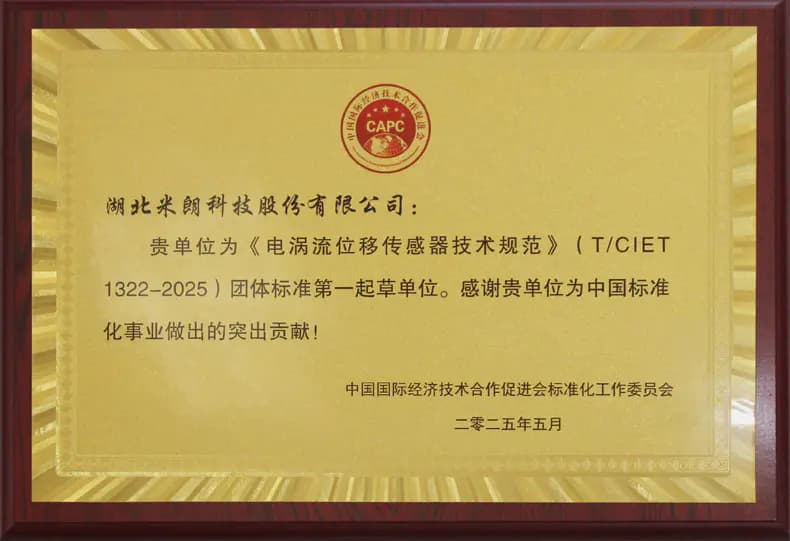 中国国际经济技术合作促进会
CAPC
湖北米朗科技股份有限公司：
贵单位为《电涡流位移传感器技术规范》（T/CIET
1322-2025）团体标准第一起草单位。感谢贵单位为中国标准
化事业做出的突出贡献！
中国国际经济技术合作促进会标准化工作委员会
二零二五年五月